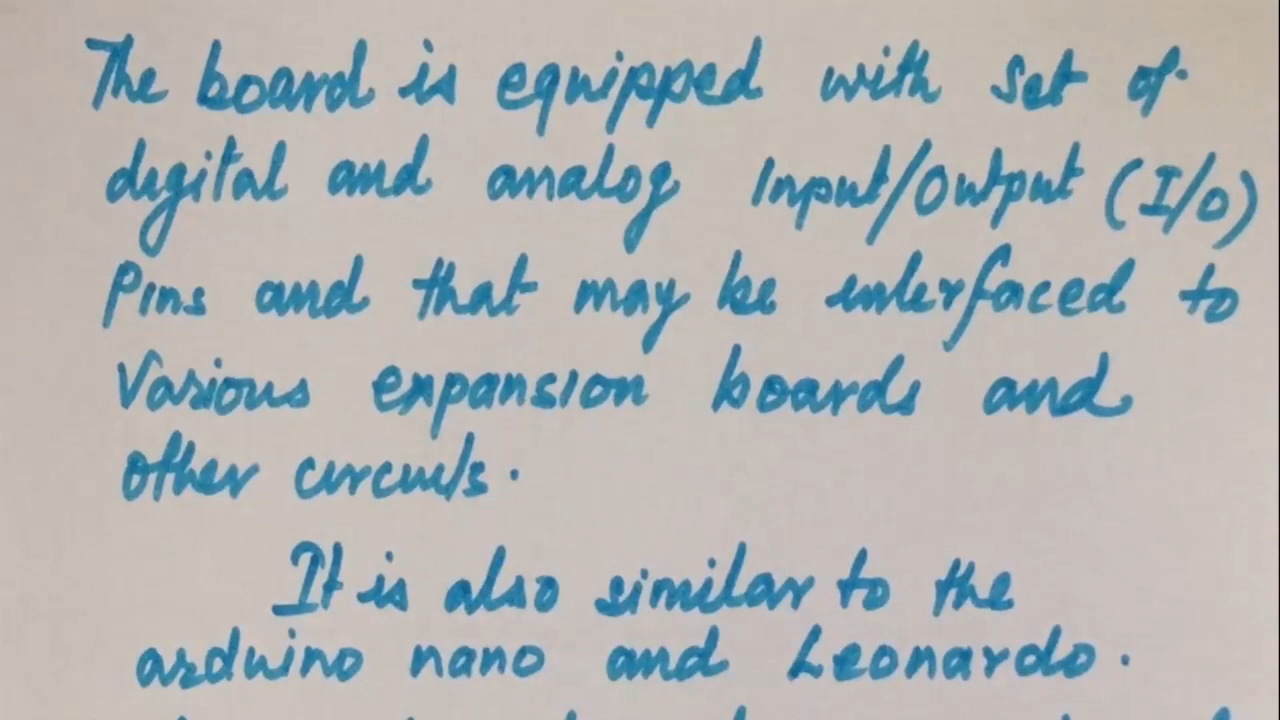 The board is equipped with set of
digital and analog Input/Output (I/O)
Pins and that may be interfaced to
Various expansion boards and
other circuits.
It is also similar to the
arduino nano and Leonardo.